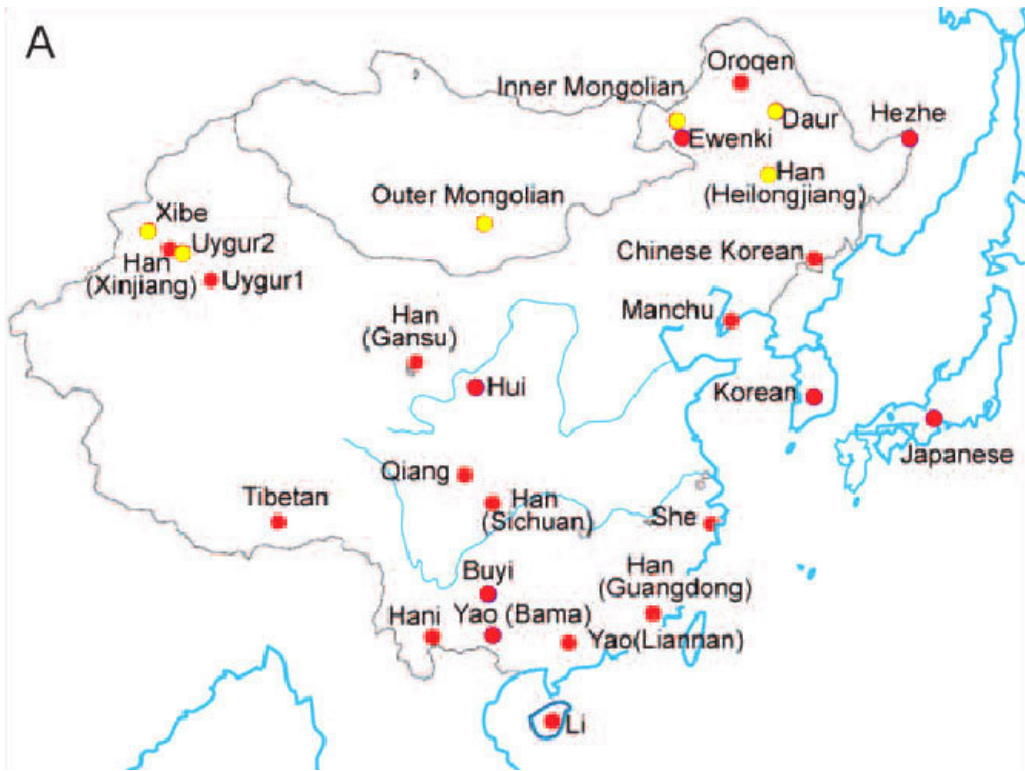 A
Oroqen
Inner Mongolian
Daur
Hezhe
Ewenki
Han
(Heilongjiang)
Outer Mongolian
Xibe
Uygur2
Han
(Xinjiang)
Uygur1
Chinese Korean
Manchu
Han
(Gansu)
Hui
Korean
Japanese
Qiang
Tibetan
Han
(Sichuan)
She
Buyi
Han
(Guangdong)
Hani
Yao (Bama)
Yao(Liannan)
Li